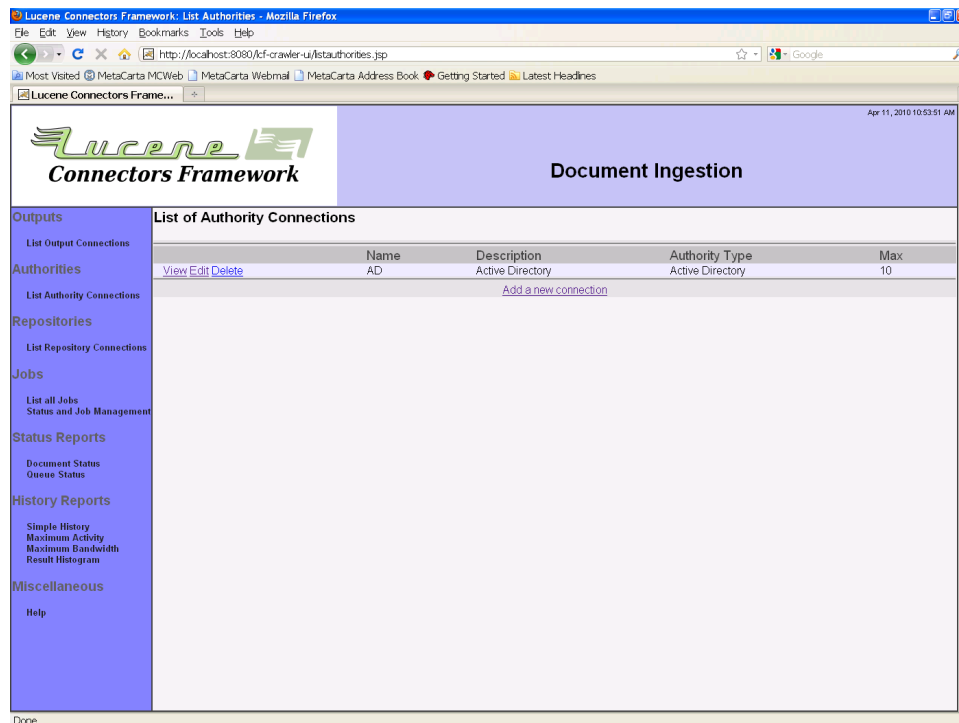 Lucene Connectors Framework: List Authorities - Mozilla Firefox
File Edit View History Bookmarks Tools Help
http://localhost:8080/lcf-crawler-ui/listauthorities.jsp
Google
Most Visited MetaCarta MCWeb MetaCarta Webmail MetaCarta Address Book Getting Started Latest Headlines
Lucene Connectors Frame...
Apr 11, 2010 10:53:51 AM
Lucene
Connectors Framework
Document Ingestion
Outputs
List Output Connections
Authorities
List Authority Connections
Repositories
List Repository Connections
Jobs
List all Jobs
Status and Job Management
Status Reports
Document Status
Queue Status
History Reports
Simple History
Maximum Activity
Maximum Bandwidth
Result Histogram
Miscellaneous
Help
List of Authority Connections
Name Description Authority Type Max
View Edit Delete AD Active Directory Active Directory 10
Add a new connection
Done